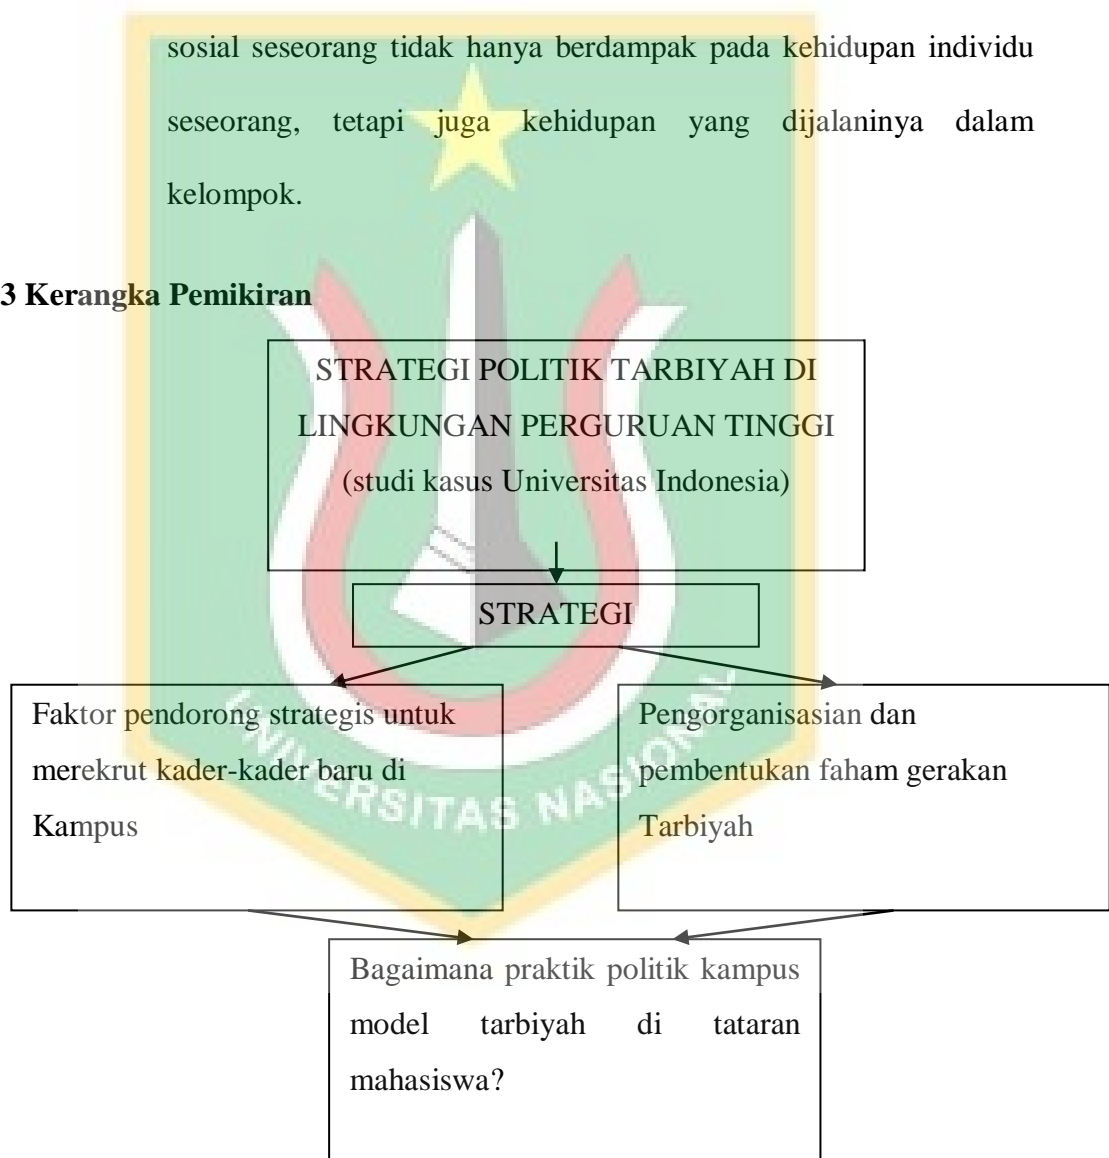 sosial seseorang tidak hanya berdampak pada kehidupan individu
seseorang, tetapi juga kehidupan yang dijalaninya dalam
kelompok.
3 Kerangka Pemikiran
STRATEGI POLITIK TARBIYAH DI
LINGKUNGAN PERGURUAN TINGGI
(studi kasus Universitas Indonesia)
STRATEGI
Faktor pendorong strategis untuk
merekrut kader-kader baru di
Kampus
Pengorganisasian dan
pembentukan faham gerakan
Tarbiyah
UNIVERSITAS NASIONAL
Bagaimana praktik politik kampus
model tarbiyah di tataran
mahasiswa?